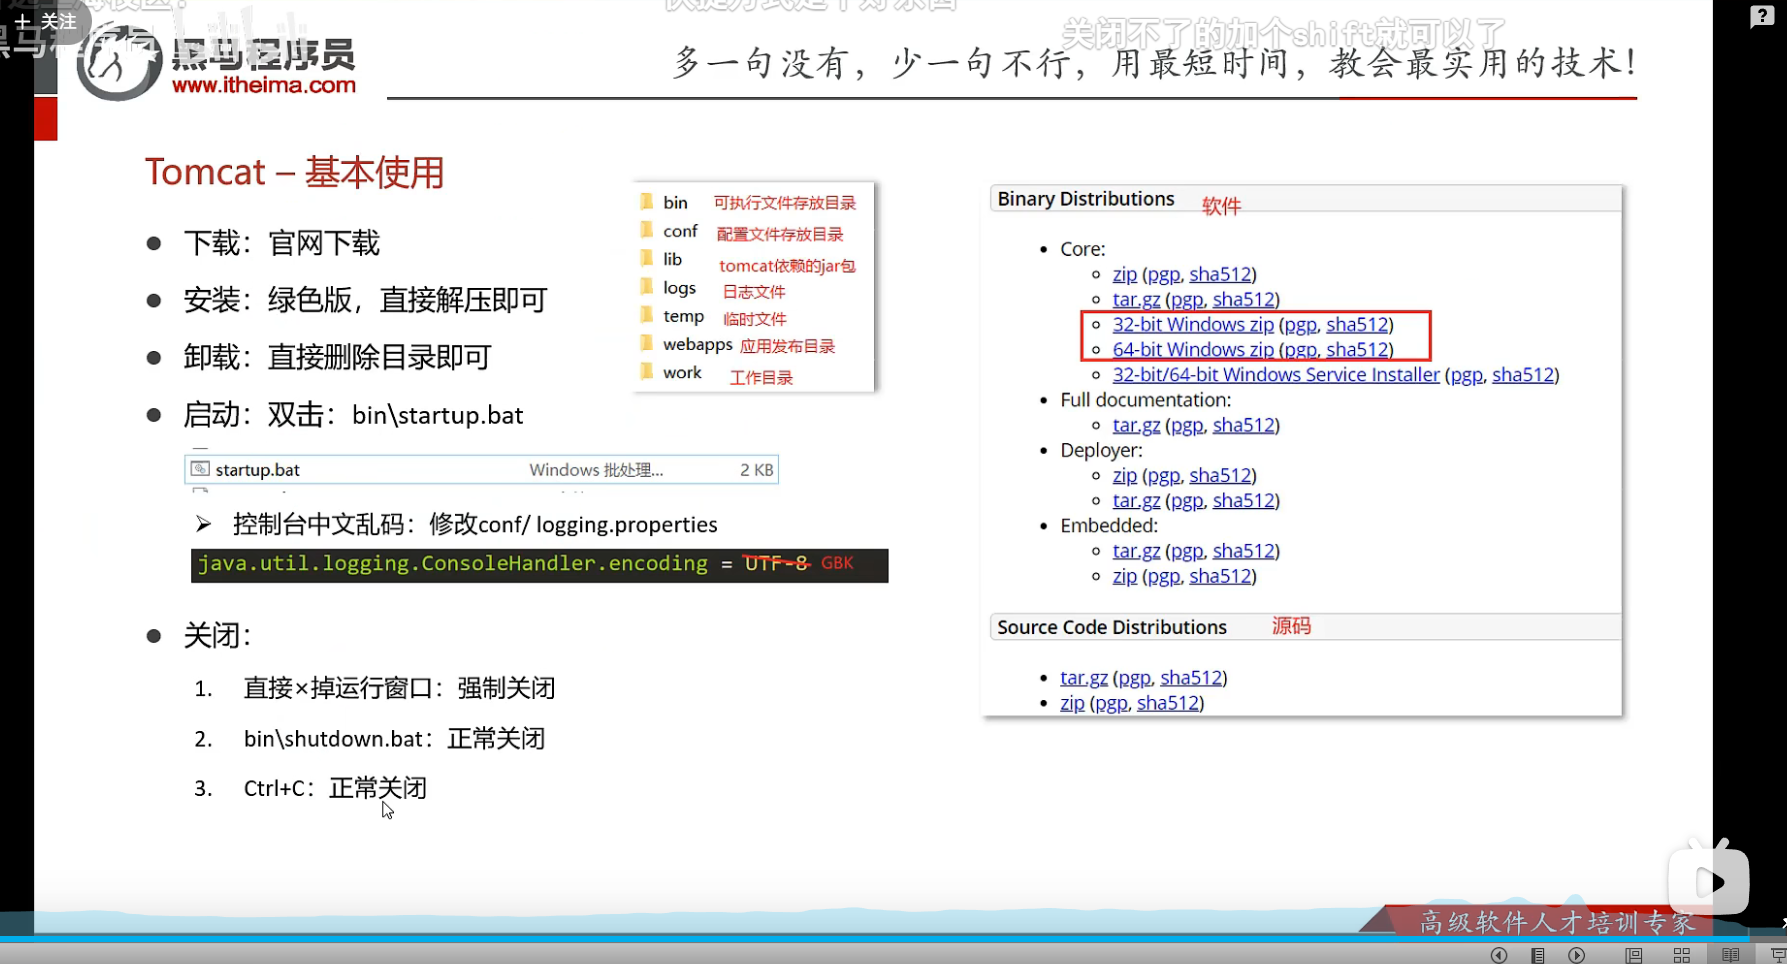 + 关注
快捷方式是个好东西
关闭不了的加个shift就可以了
黑马程序员
www.itheima.com
多一句没有，少一句不行，用最短时间，教会最实用的技术！
Tomcat – 基本使用
● 下载：官网下载
● 安装：绿色版，直接解压即可
● 卸载：直接删除目录即可
● 启动：双击：bin\startup.bat
startup.bat Windows 批处理... 2 KB
➢ 控制台中文乱码：修改conf/ logging.properties
java.util.logging.ConsoleHandler.encoding = UTF-8 GBK
● 关闭：
1. 直接×掉运行窗口：强制关闭
2. bin\shutdown.bat：正常关闭
3. Ctrl+C：正常关闭
bin 可执行文件存放目录
conf 配置文件存放目录
lib tomcat依赖的jar包
logs 日志文件
temp 临时文件
webapps 应用发布目录
work 工作目录
Binary Distributions 软件
• Core:
zip (pgp, sha512)
tar.gz (pgp, sha512)
32-bit Windows zip (pgp, sha512)
64-bit Windows zip (pgp, sha512)
32-bit/64-bit Windows Service Installer (pgp, sha512)
• Full documentation:
tar.gz (pgp, sha512)
• Deployer:
zip (pgp, sha512)
tar.gz (pgp, sha512)
• Embedded:
tar.gz (pgp, sha512)
zip (pgp, sha512)
Source Code Distributions 源码
• tar.gz (pgp, sha512)
• zip (pgp, sha512)
高级软件人才培训专家